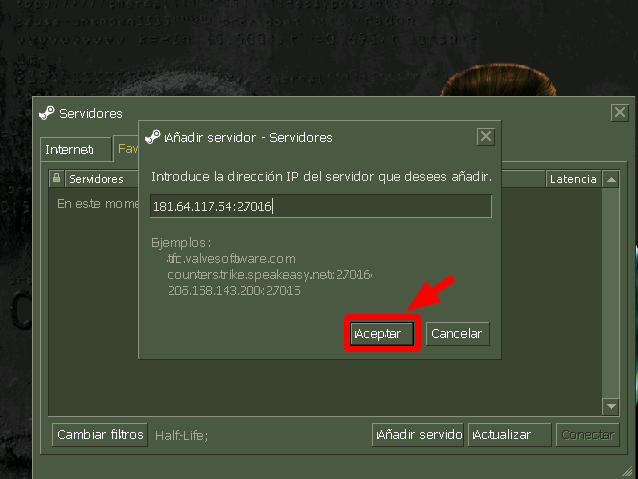 Servidores
Internet
Fav
Añadir servidor - Servidores
Introduce la dirección IP del servidor que desees añadir.
Servidores
Latencia
En este mome
181.64.117.54:27016
Ejemplos:
tfc.valvesoftware.com
counterstrike.speakeasy.net:27016
205.158.143.200:27015
Aceptar
Cancelar
Cambiar filtros
Half-Life;
Añadir servido
Actualizar
Conectar